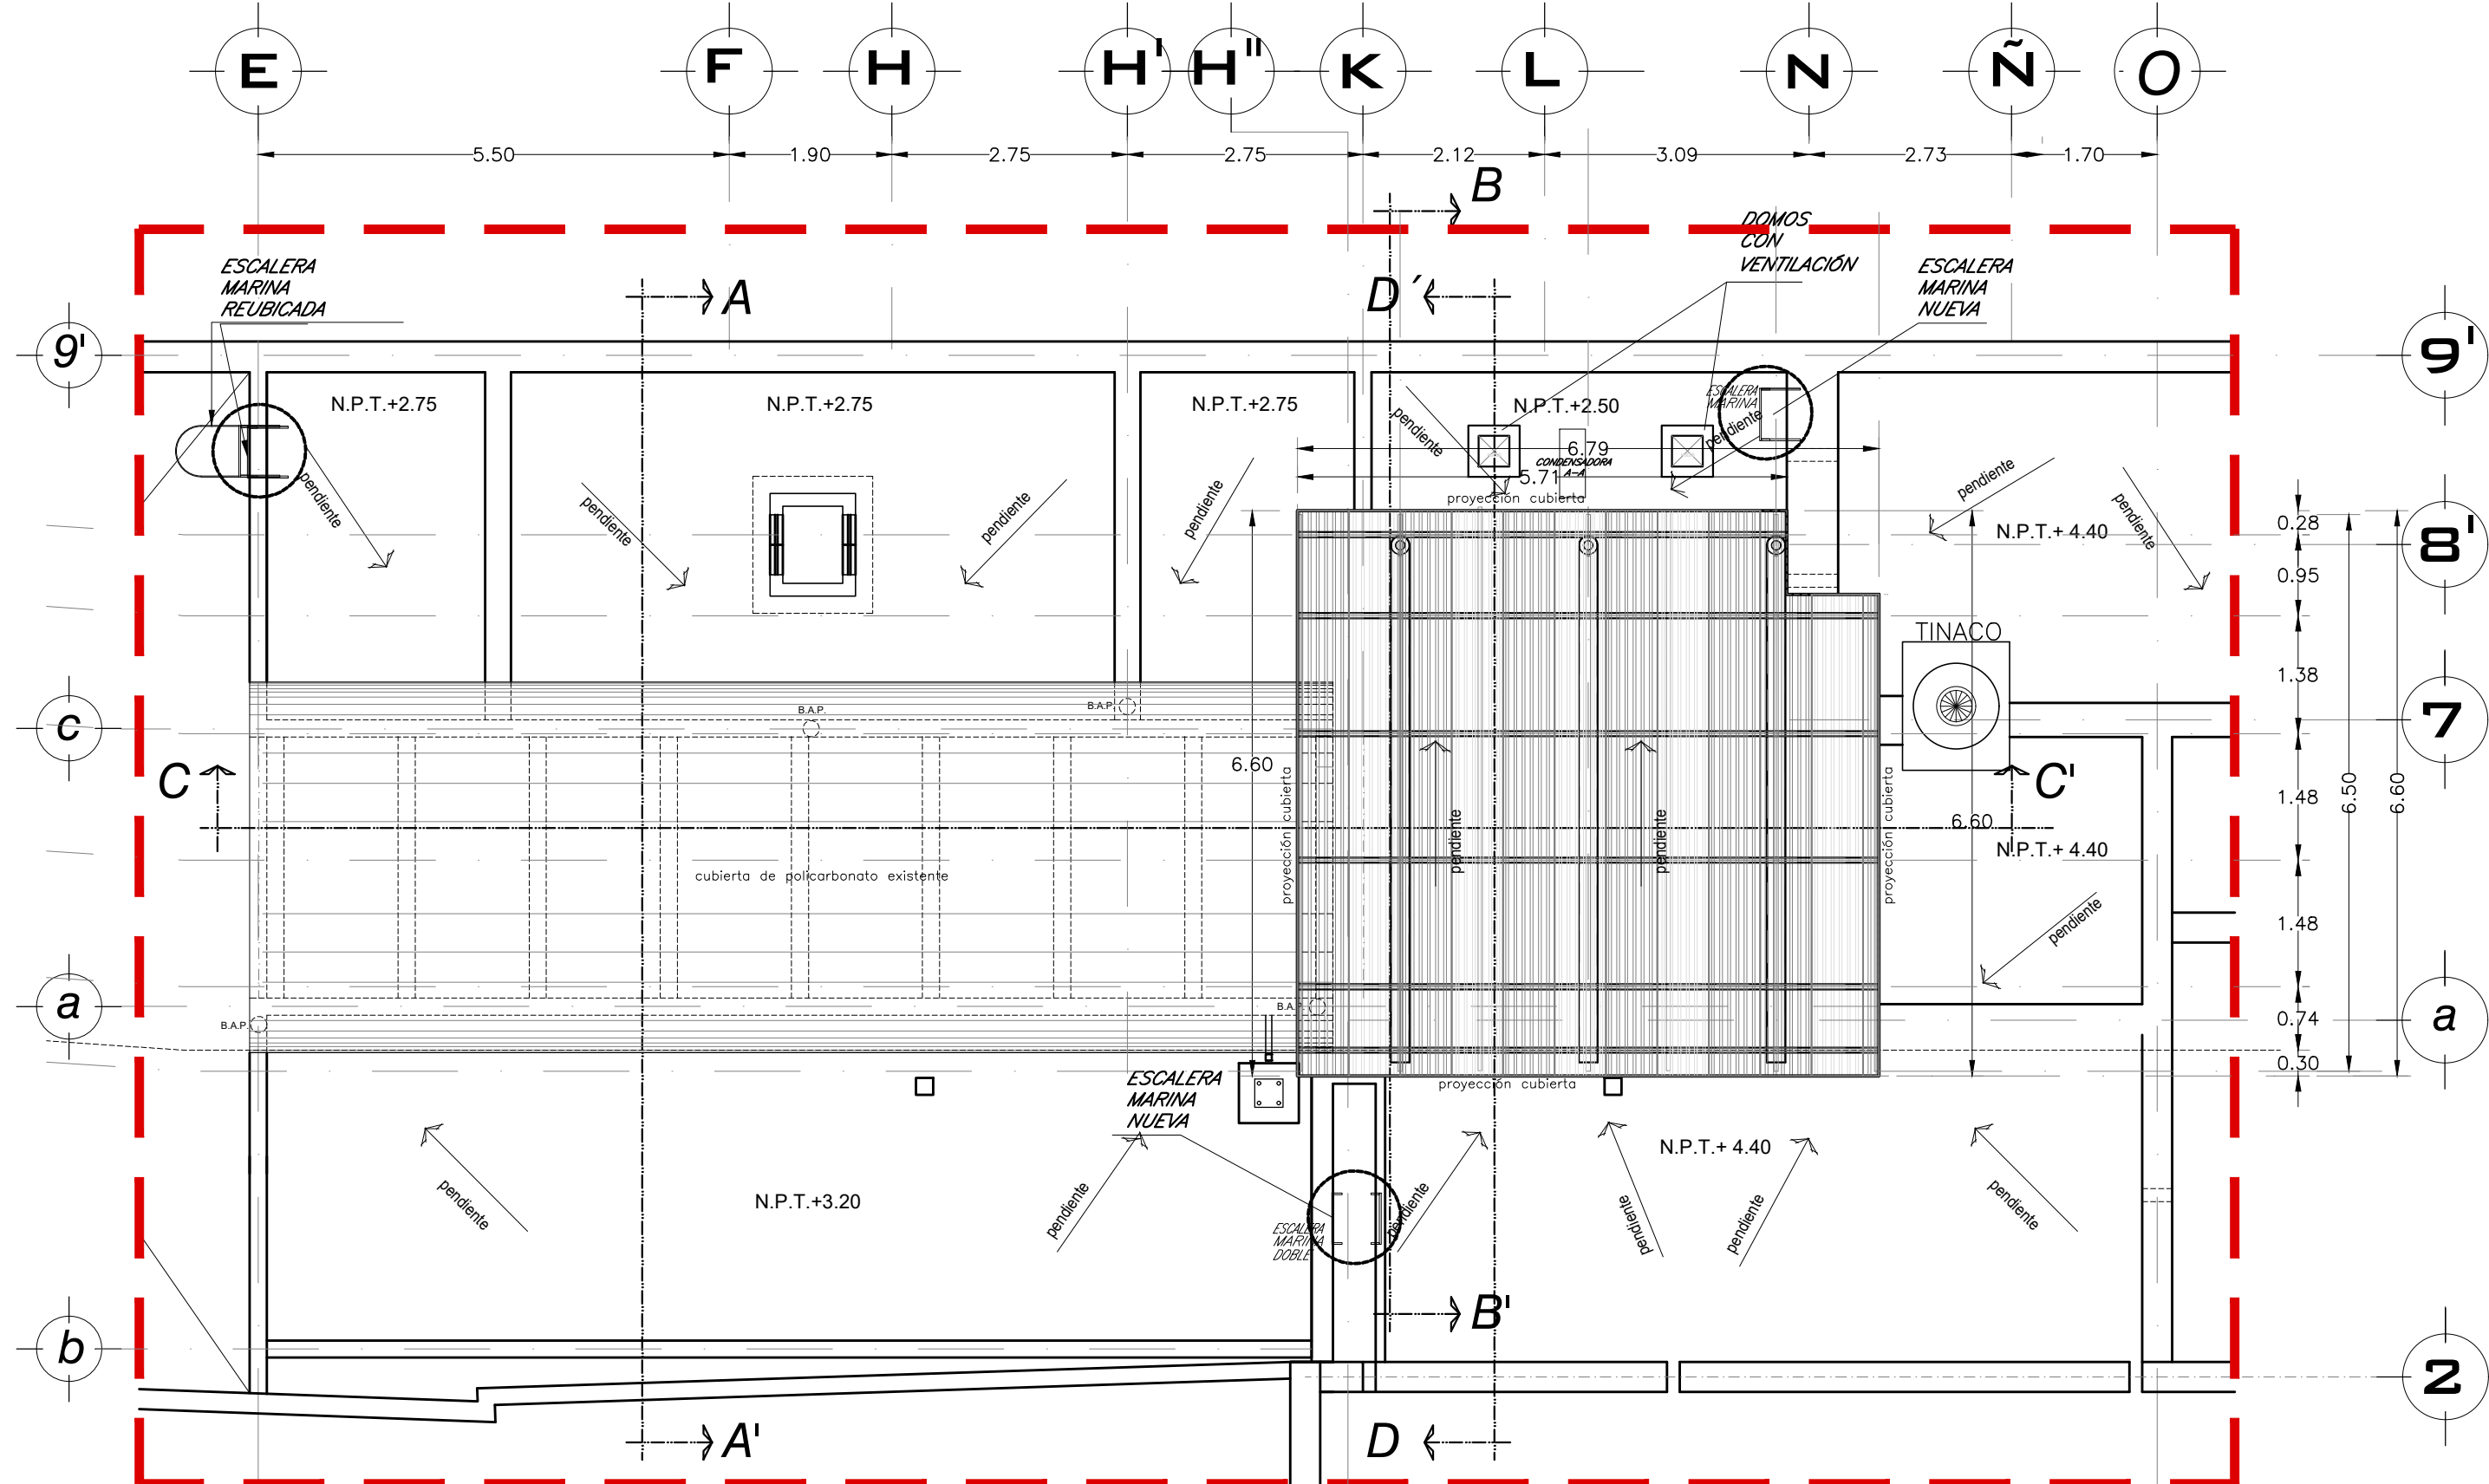 E
F
H
H'
H"
K
L
N
Ñ
O
5.50
1.90
2.75
2.75
2.12
3.09
2.73
1.70
B
DOMOS
CON
VENTILACIÓN
ESCALERA
MARINA
REUBICADA
ESCALERA
MARINA
NUEVA
A
D´
9'
9'
N.P.T.+2.75
N.P.T.+2.75
N.P.T.+2.75
N.P.T.+2.50
ESCALERA
MARINA
pendiente
pendiente
6.79
CONDENSADORA
A-A
5.71
proyección cubierta
pendiente
pendiente
pendiente
pendiente
pendiente
pendiente
N.P.T.+ 4.40
0.28
8'
0.95
TINACO
1.38
c
B.A.P.
B.A.P.
7
C
6.60
proyección cubierta
pendiente
pendiente
proyección cubierta
C'
6.60
N.P.T.+ 4.40
1.48
6.50
6.60
cubierta de policarbonato existente
pendiente
1.48
a
B.A.P.
B.A.P.
a
0.74
0.30
proyección cubierta
ESCALERA
MARINA
NUEVA
N.P.T.+ 4.40
N.P.T.+3.20
pendiente
pendiente
pendiente
pendiente
pendiente
pendiente
ESCALERA
MARINA
DOBLE
B'
b
2
A'
D